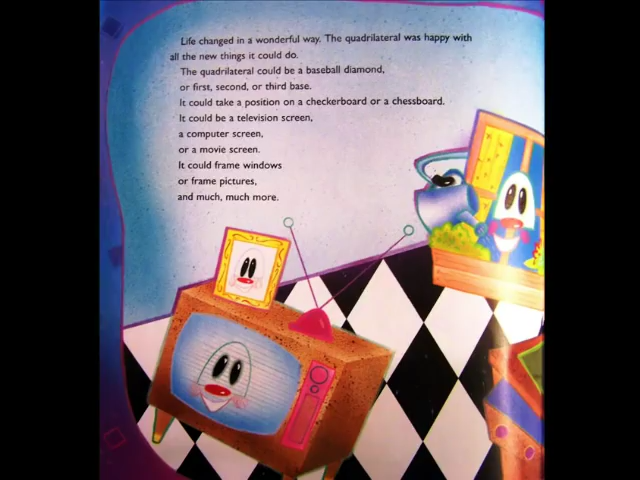 Life changed in a wonderful way. The quadrilateral was happy with
all the new things it could do.
The quadrilateral could be a baseball diamond,
or first, second, or third base.
It could take a position on a checkerboard or a chessboard.
It could be a television screen,
a computer screen,
or a movie screen.
It could frame windows
or frame pictures,
and much, much more.